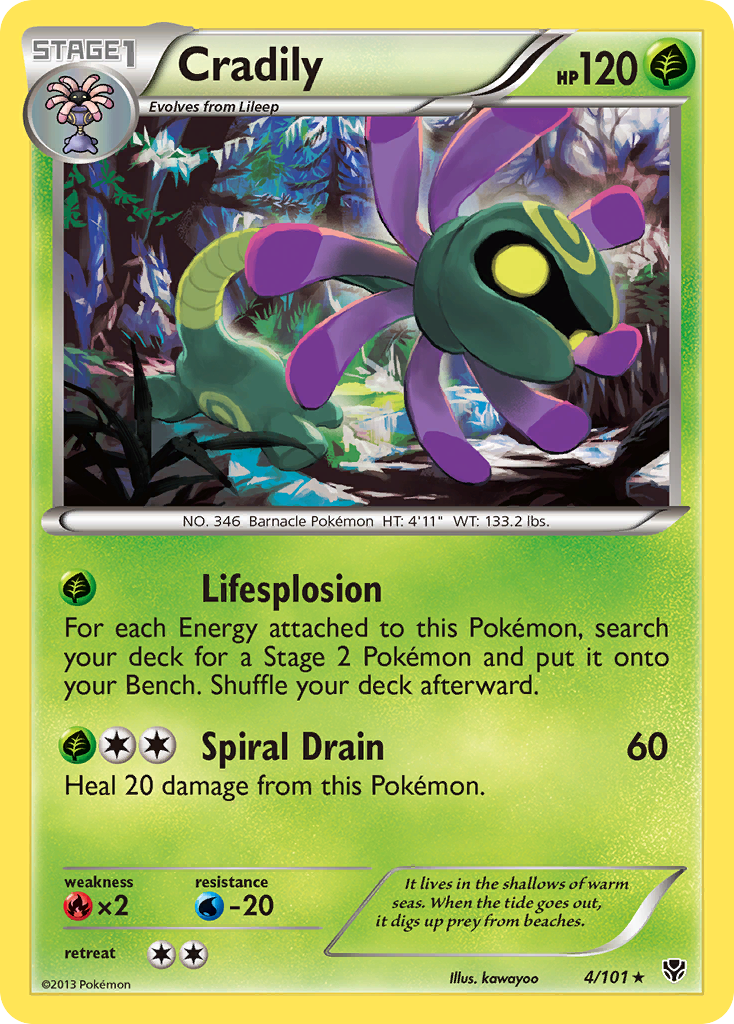 STAGE1
Cradily
HP120
Evolves from Lileep
NO. 346 Barnacle Pokémon HT: 4'11" WT: 133.2 lbs.
Lifesplosion
For each Energy attached to this Pokémon, search
your deck for a Stage 2 Pokémon and put it onto
your Bench. Shuffle your deck afterward.
Spiral Drain 60
Heal 20 damage from this Pokémon.
weakness resistance
×2 -20
It lives in the shallows of warm
seas. When the tide goes out,
it digs up prey from beaches.
retreat
©2013 Pokémon
Illus. kawayoo 4/101 ★